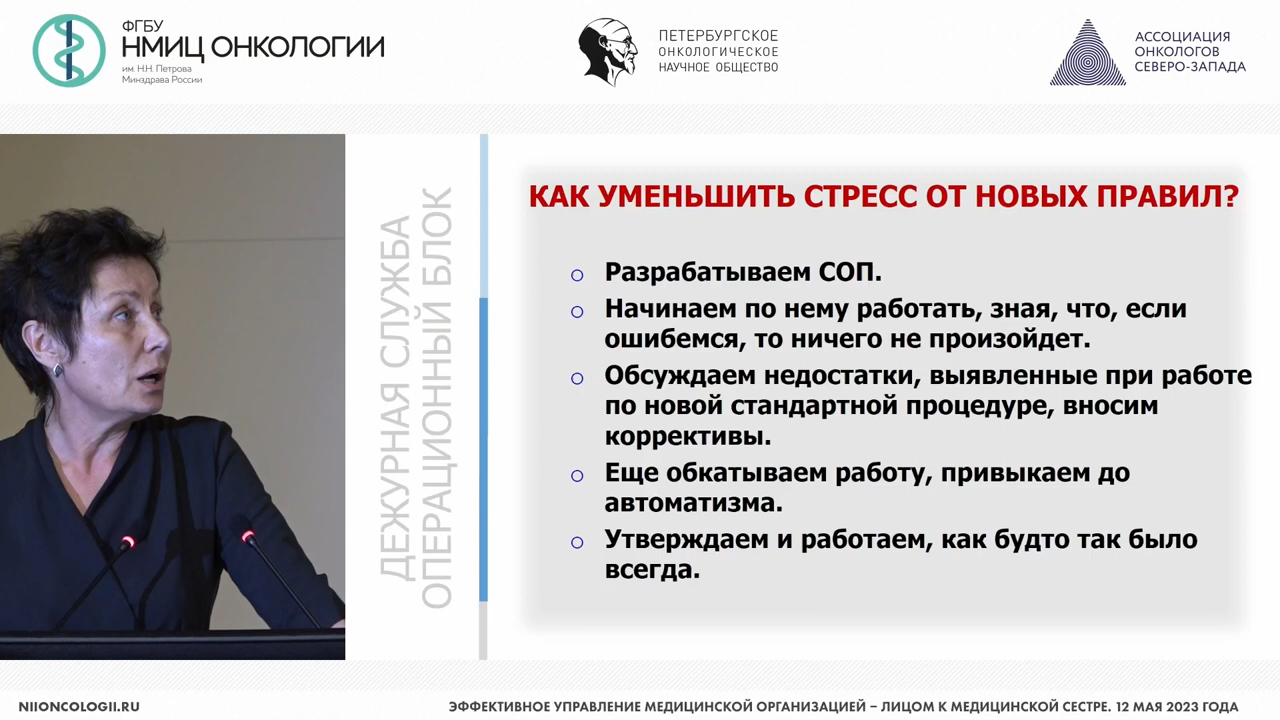 ФГБУ
НМИЦ ОНКОЛОГИИ
им. Н.Н. Петрова
Минздрава России
ПЕТЕРБУРГСКОЕ
ОНКОЛОГИЧЕСКОЕ
НАУЧНОЕ ОБЩЕСТВО
АССОЦИАЦИЯ
ОНКОЛОГОВ
СЕВЕРО-ЗАПАДА
ДЕЖУРНАЯ СЛУЖБА
ОПЕРАЦИОННЫЙ БЛОК
КАК УМЕНЬШИТЬ СТРЕСС ОТ НОВЫХ ПРАВИЛ?
Разрабатываем СОП.
Начинаем по нему работать, зная, что, если
ошибемся, то ничего не произойдет.
Обсуждаем недостатки, выявленные при работе
по новой стандартной процедуре, вносим
коррективы.
Еще обкатываем работу, привыкаем до
автоматизма.
Утверждаем и работаем, как будто так было
всегда.
NIIONCOLOGII.RU
ЭФФЕКТИВНОЕ УПРАВЛЕНИЕ МЕДИЦИНСКОЙ ОРГАНИЗАЦИЕЙ – ЛИЦОМ К МЕДИЦИНСКОЙ СЕСТРЕ. 12 МАЯ 2023 ГОДА